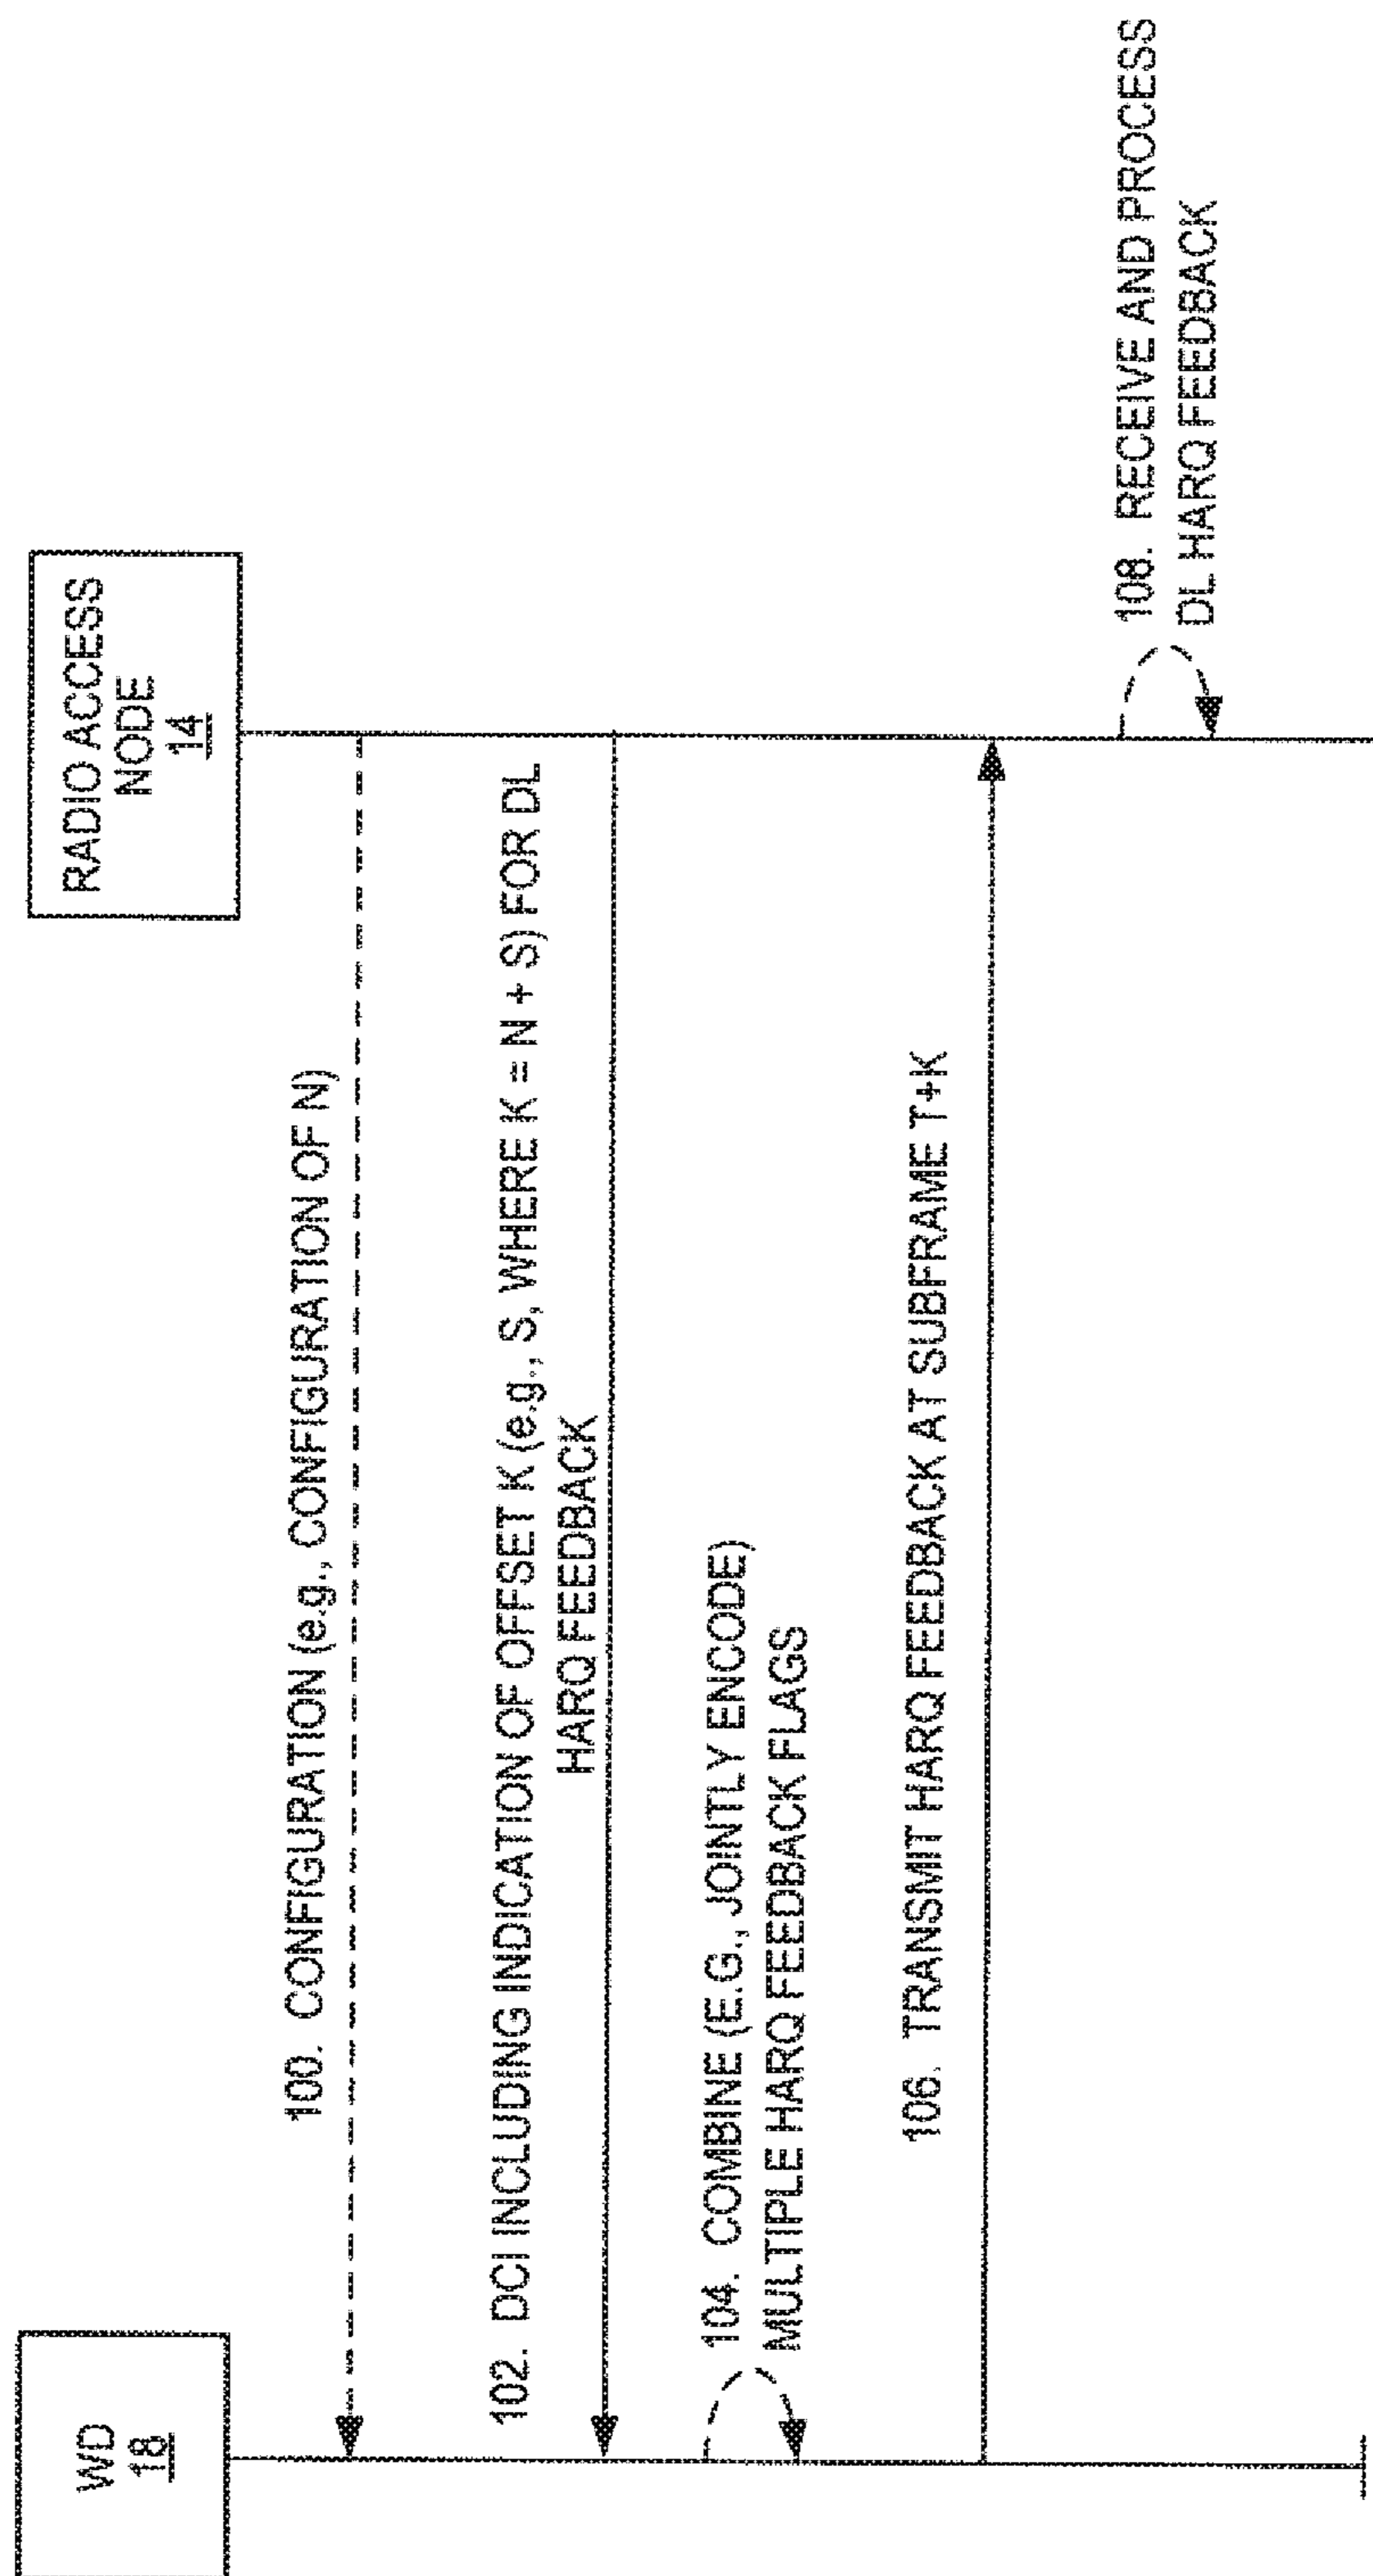 WD
18
RADIO ACCESS
NODE
14
100. CONFIGURATION (e.g., CONFIGURATION OF N)
102. DCI INCLUDING INDICATION OF OFFSET K (e.g., S, WHERE K = N + S) FOR DL
HARQ FEEDBACK
104. COMBINE (E.G., JOINTLY ENCODE)
MULTIPLE HARQ FEEDBACK FLAGS
106. TRANSMIT HARQ FEEDBACK AT SUBFRAME T+K
108. RECEIVE AND PROCESS
DL HARQ FEEDBACK